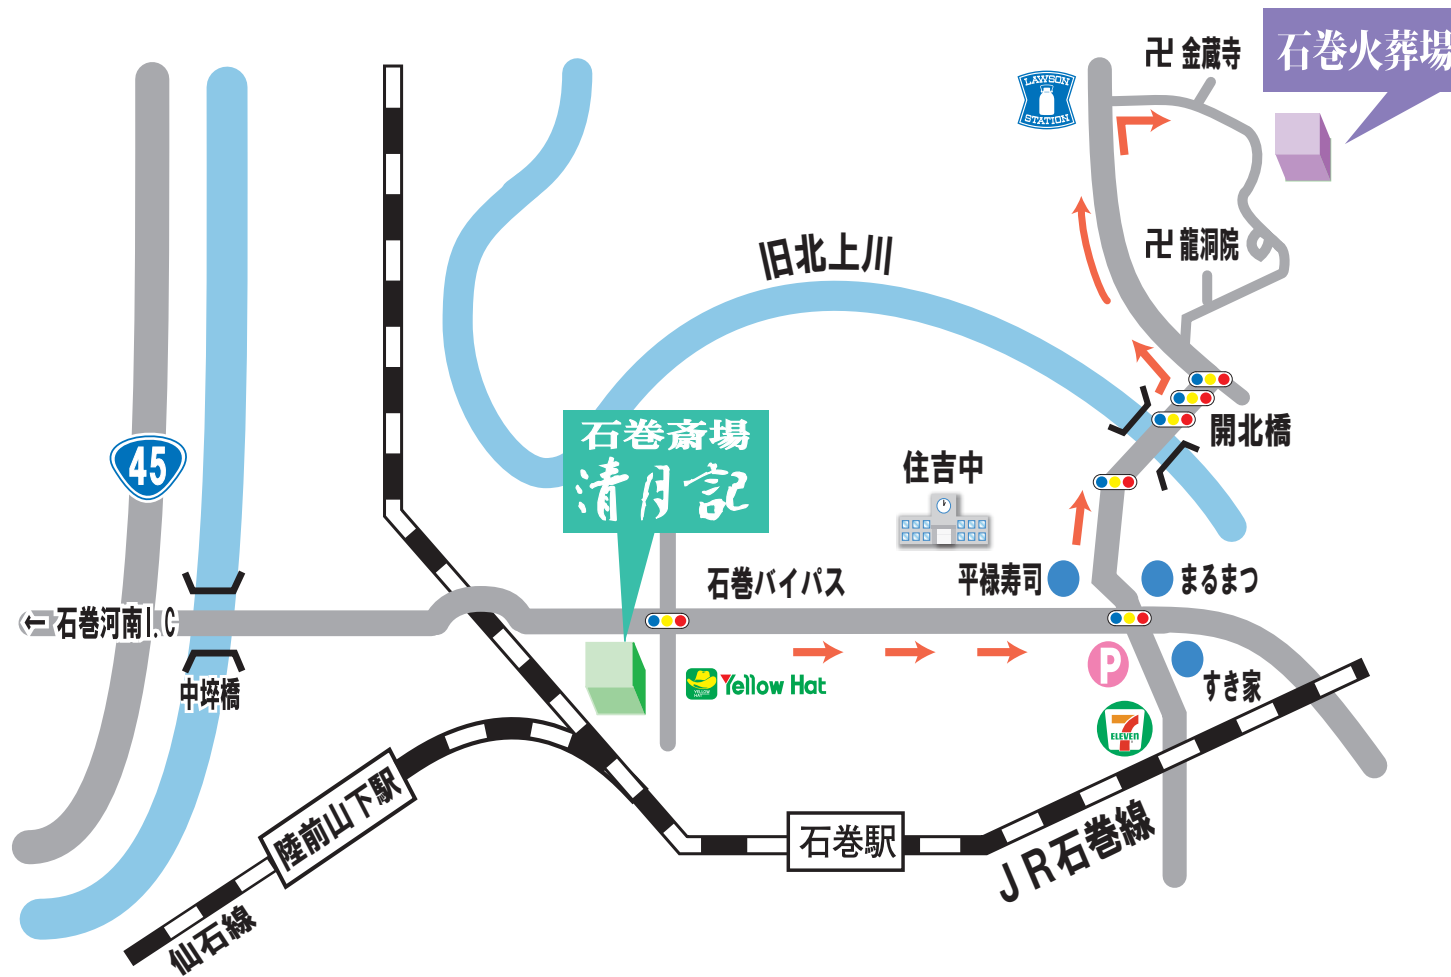 卍 金蔵寺
石巻火葬場
LAWSON
STATION
卍 龍洞院
旧北上川
開北橋
石巻斎場
清月記
45
住吉中
石巻バイパス
平禄寿司
まるまつ
← 石巻河南I.C
中埣橋
YELLOW HAT
Yellow Hat
P
すき家
7
ELEVEN
陸前山下駅
石巻駅
JR石巻線
仙石線